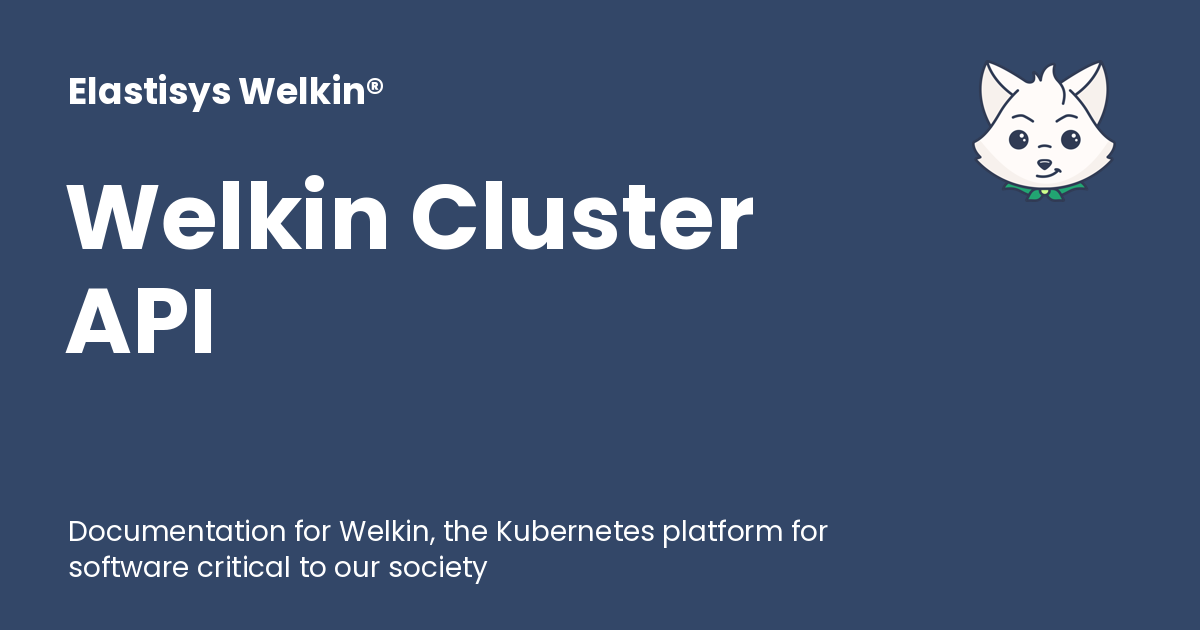 Elastisys Welkin®
Welkin Cluster
API
Documentation for Welkin, the Kubernetes platform for
software critical to our society